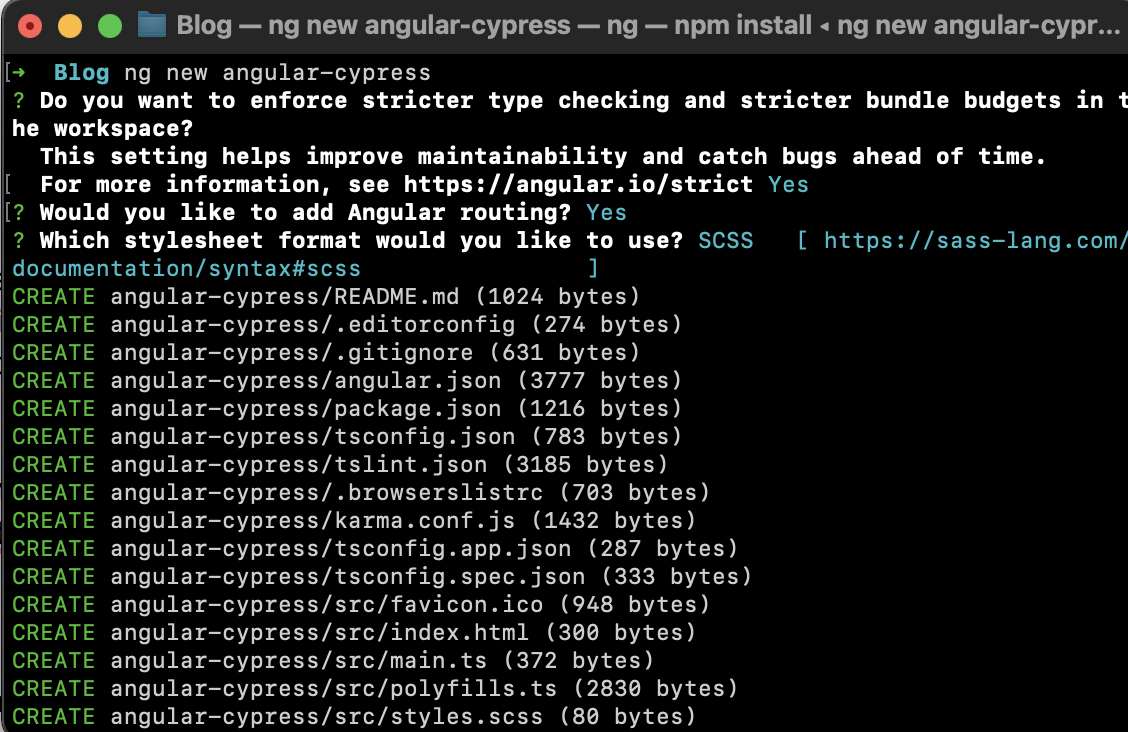 Blog — ng new angular-cypress — ng — npm install ◂ ng new angular-cypr...
[➜  Blog ng new angular-cypress
? Do you want to enforce stricter type checking and stricter bundle budgets in t
he workspace?
  This setting helps improve maintainability and catch bugs ahead of time.
[  For more information, see https://angular.io/strict Yes
[? Would you like to add Angular routing? Yes
? Which stylesheet format would you like to use? SCSS   [ https://sass-lang.com/
documentation/syntax#scss                ]
CREATE angular-cypress/README.md (1024 bytes)
CREATE angular-cypress/.editorconfig (274 bytes)
CREATE angular-cypress/.gitignore (631 bytes)
CREATE angular-cypress/angular.json (3777 bytes)
CREATE angular-cypress/package.json (1216 bytes)
CREATE angular-cypress/tsconfig.json (783 bytes)
CREATE angular-cypress/tslint.json (3185 bytes)
CREATE angular-cypress/.browserslistrc (703 bytes)
CREATE angular-cypress/karma.conf.js (1432 bytes)
CREATE angular-cypress/tsconfig.app.json (287 bytes)
CREATE angular-cypress/tsconfig.spec.json (333 bytes)
CREATE angular-cypress/src/favicon.ico (948 bytes)
CREATE angular-cypress/src/index.html (300 bytes)
CREATE angular-cypress/src/main.ts (372 bytes)
CREATE angular-cypress/src/polyfills.ts (2830 bytes)
CREATE angular-cypress/src/styles.scss (80 bytes)